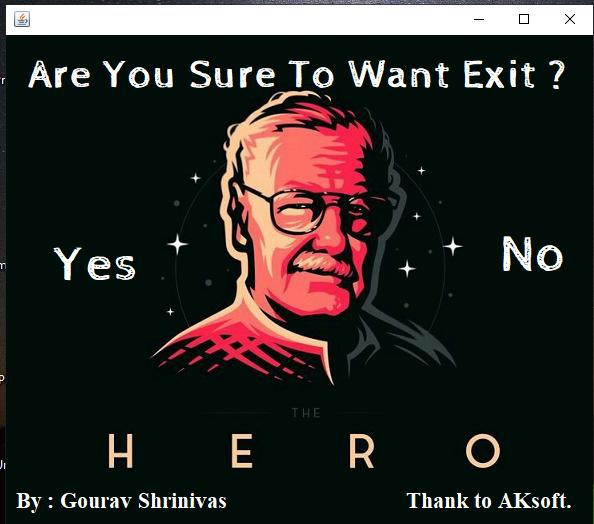 Are You Sure To Want Exit ?
Yes
No
THE
HERO
By : Gourav Shrinivas
Thank to AKsoft.